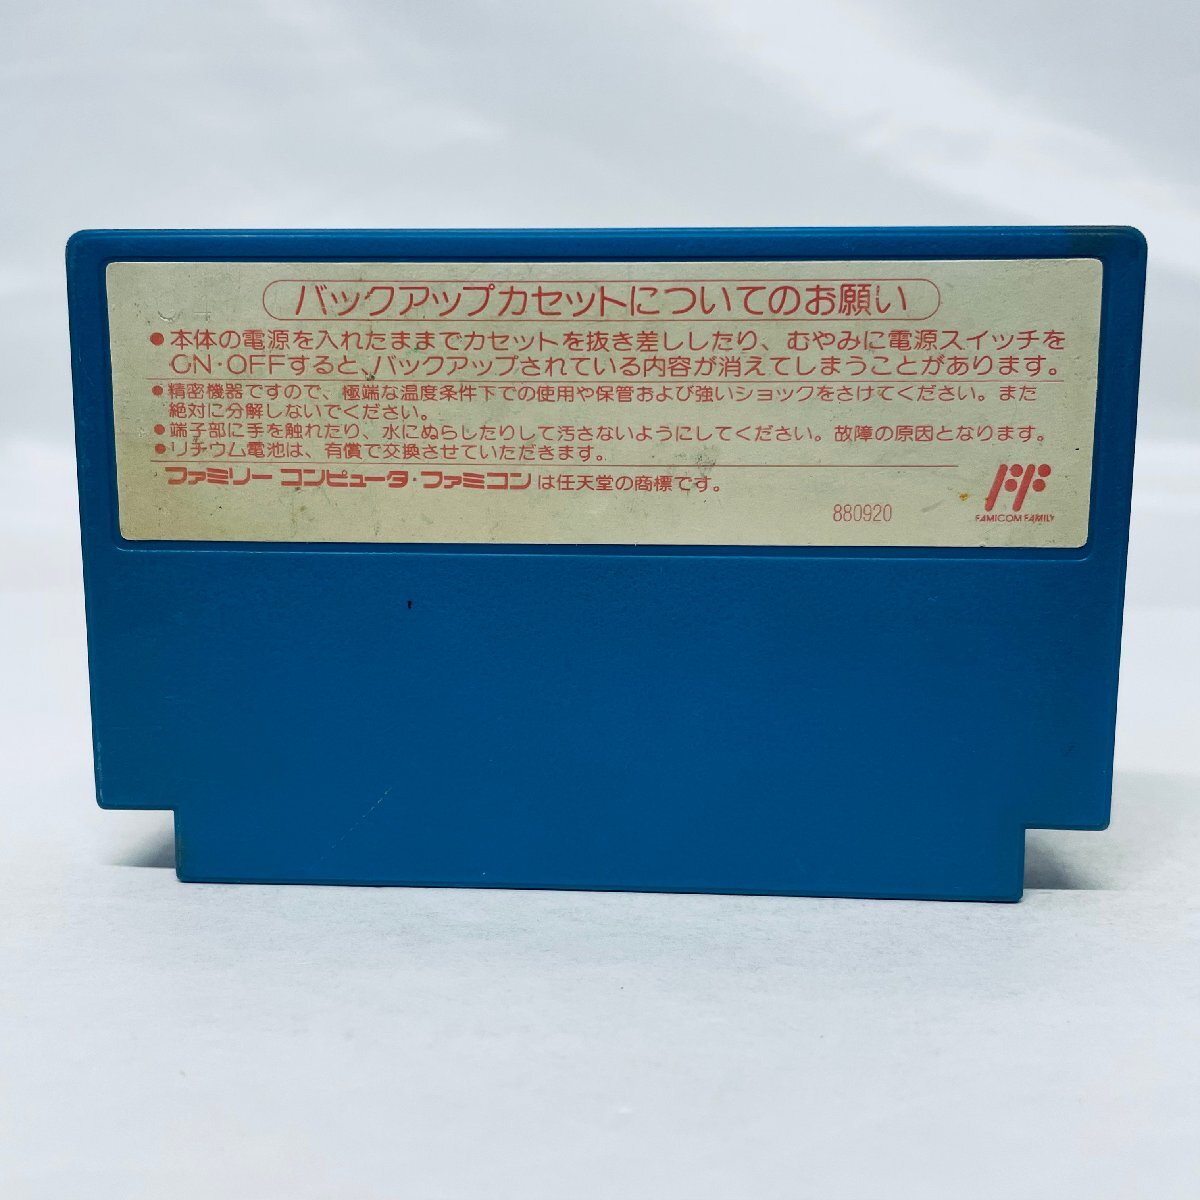 バックアップカセットについてのお願い
●本体の電源を入れたままでカセットを抜き差ししたり、むやみに電源スイッチを
ON・OFFすると、バックアップされている内容が消えてしまうことがあります。
●精密機器ですので、極端な温度条件下での使用や保管および強いショックをさけてください。また
絶対に分解しないでください。
●端子部に手を触れたり、水にぬらしたりして汚さないようにしてください。故障の原因となります。
●リチウム電池は、有償で交換させていただきます。
ファミリーコンピュータ・ファミコンは任天堂の商標です。
880920
FF
FAMICOM FAMILY